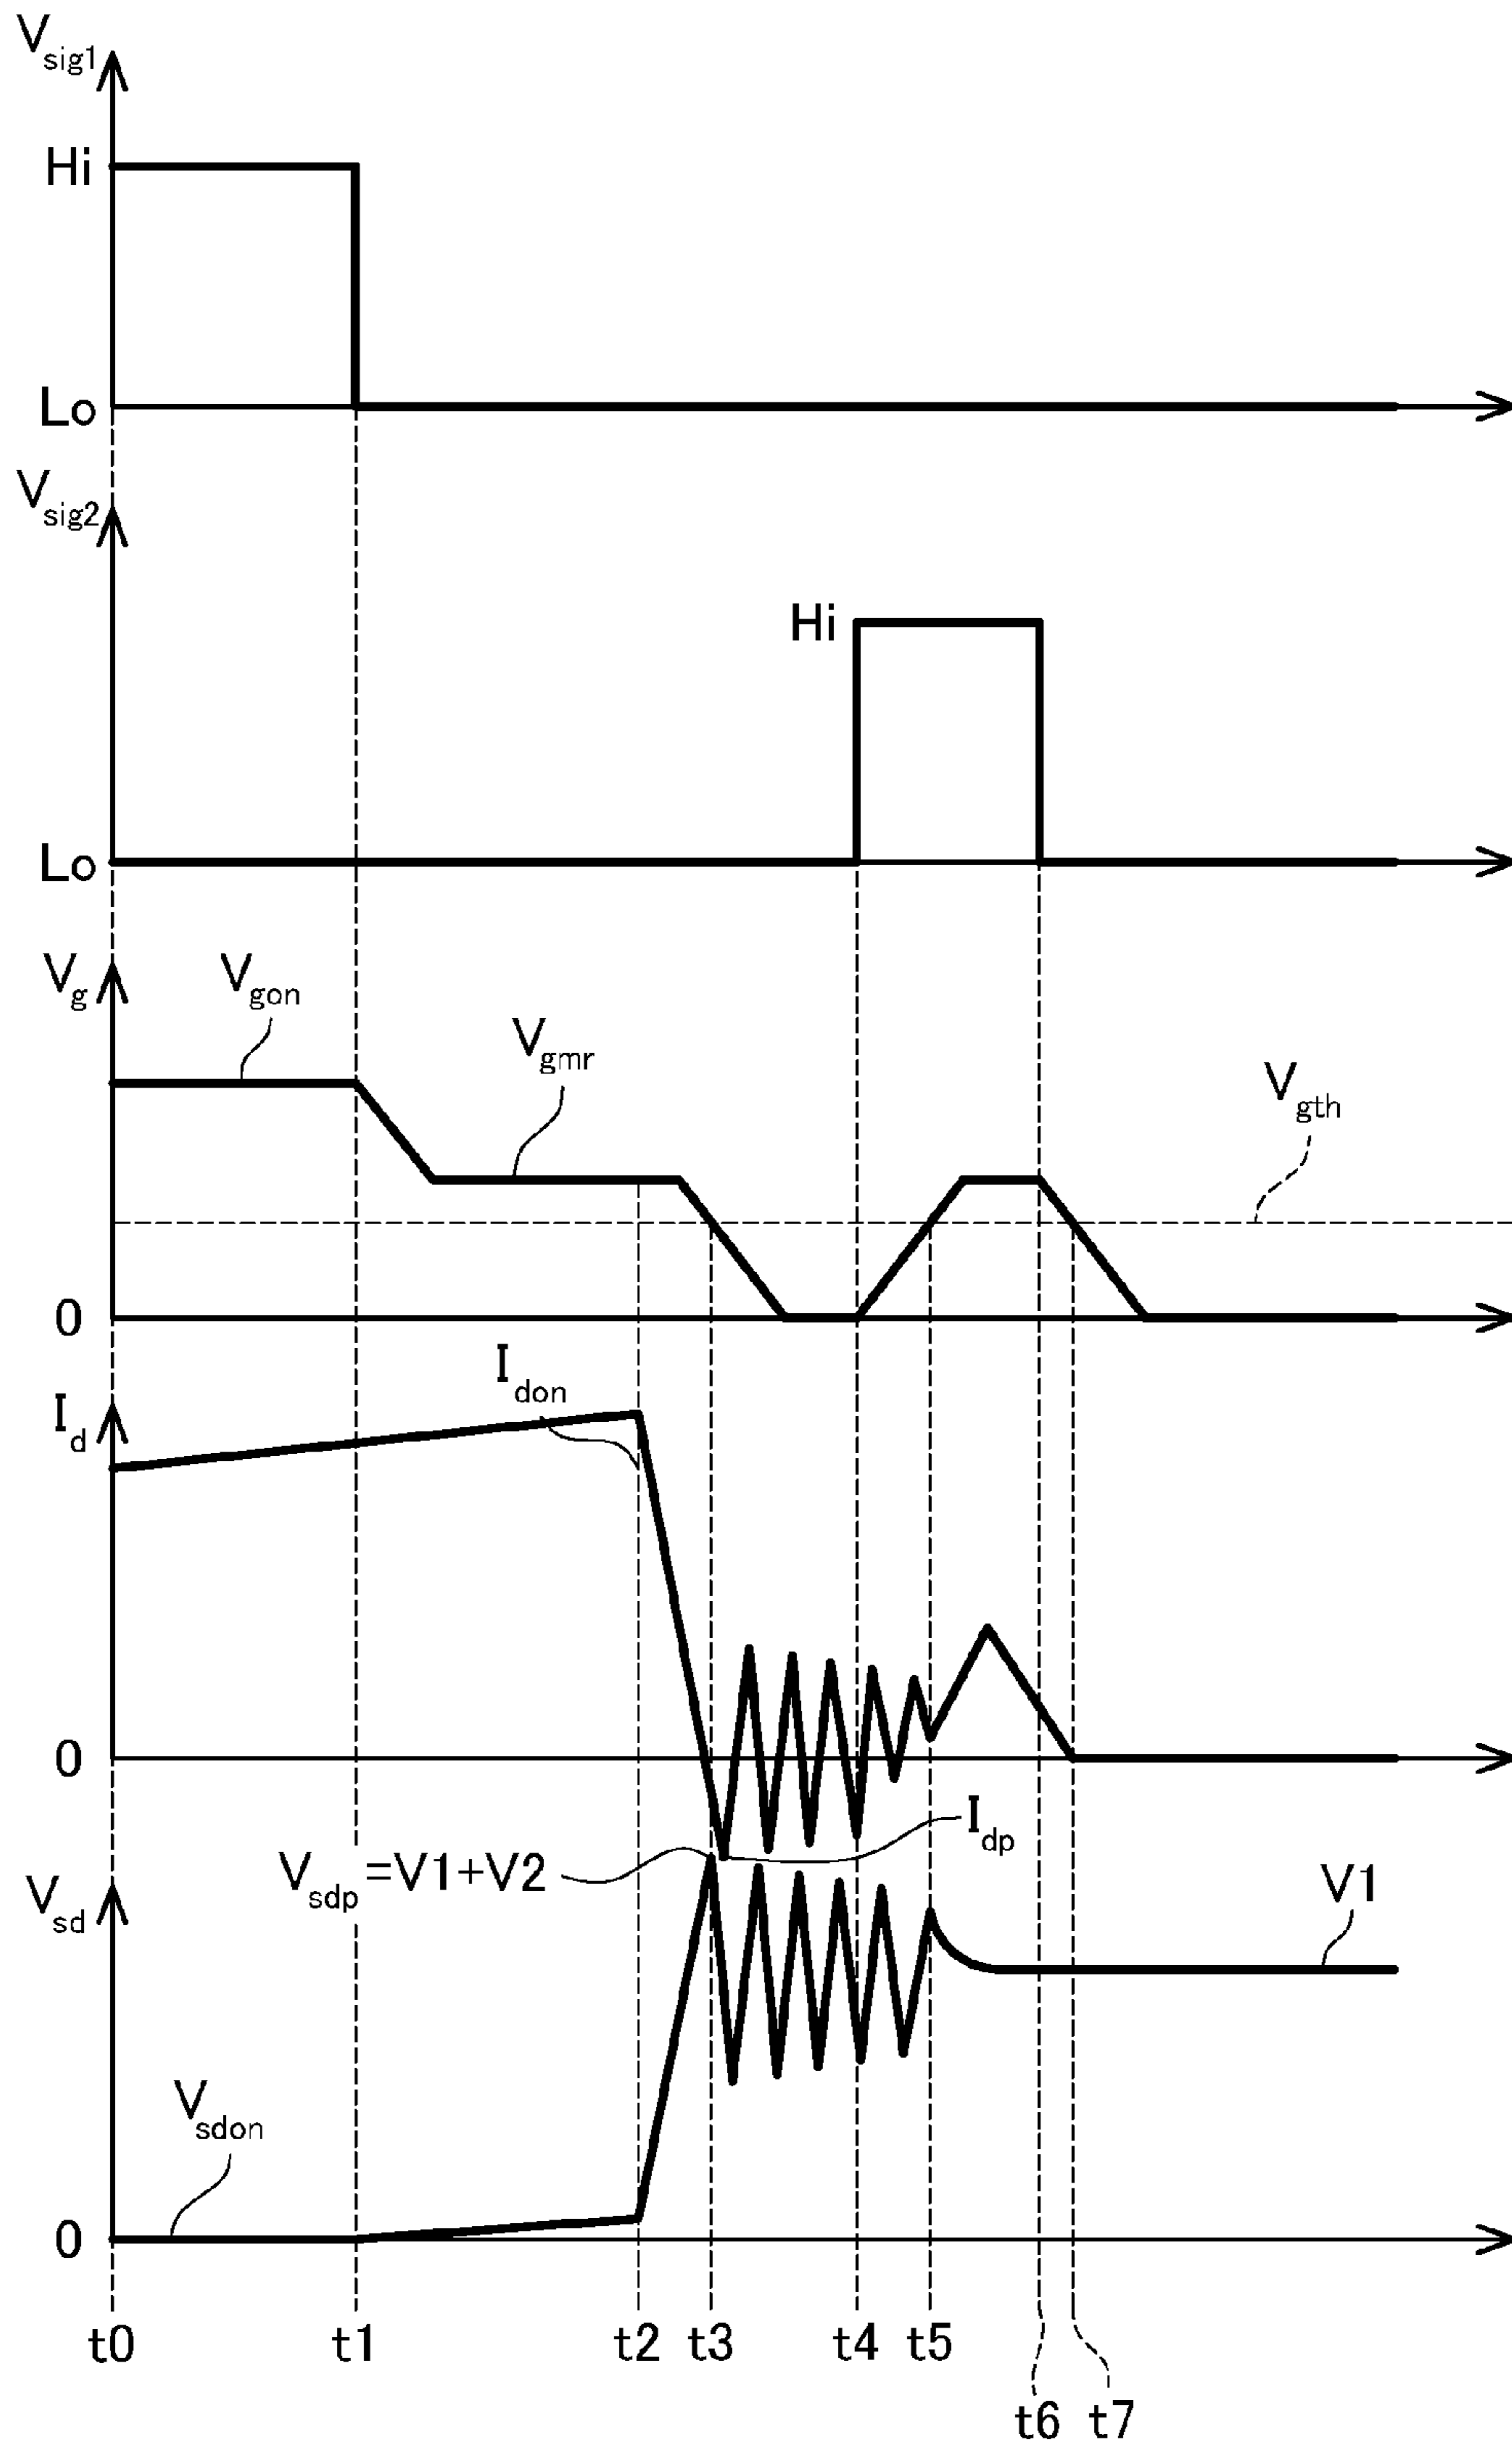 Vsig1
Hi
Lo
Vsig2
Hi
Lo
Vg
Vgon
Vgmr
Vgth
0
Id
Idon
0
Idp
Vsdp=V1+V2
Vsd
V1
Vsdon
0
t0 t1 t2 t3 t4 t5
t6 t7